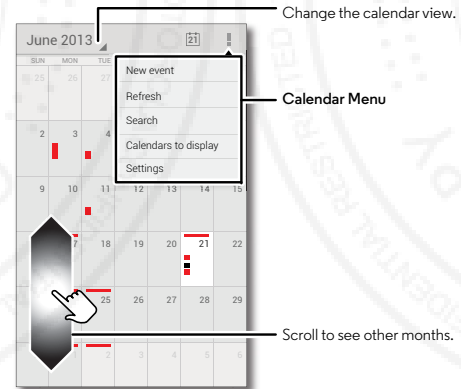 Change the calendar view.
June 2013
21
SUN MON TUE
25 26 27
New event
Refresh
Search
Calendars to display
Settings
Calendar Menu
2 3 4
9 10 11 12 13 14 15
7 18 19 20 21 22
25 26 27 28 29
Scroll to see other months.
1 2 3 4 5 6